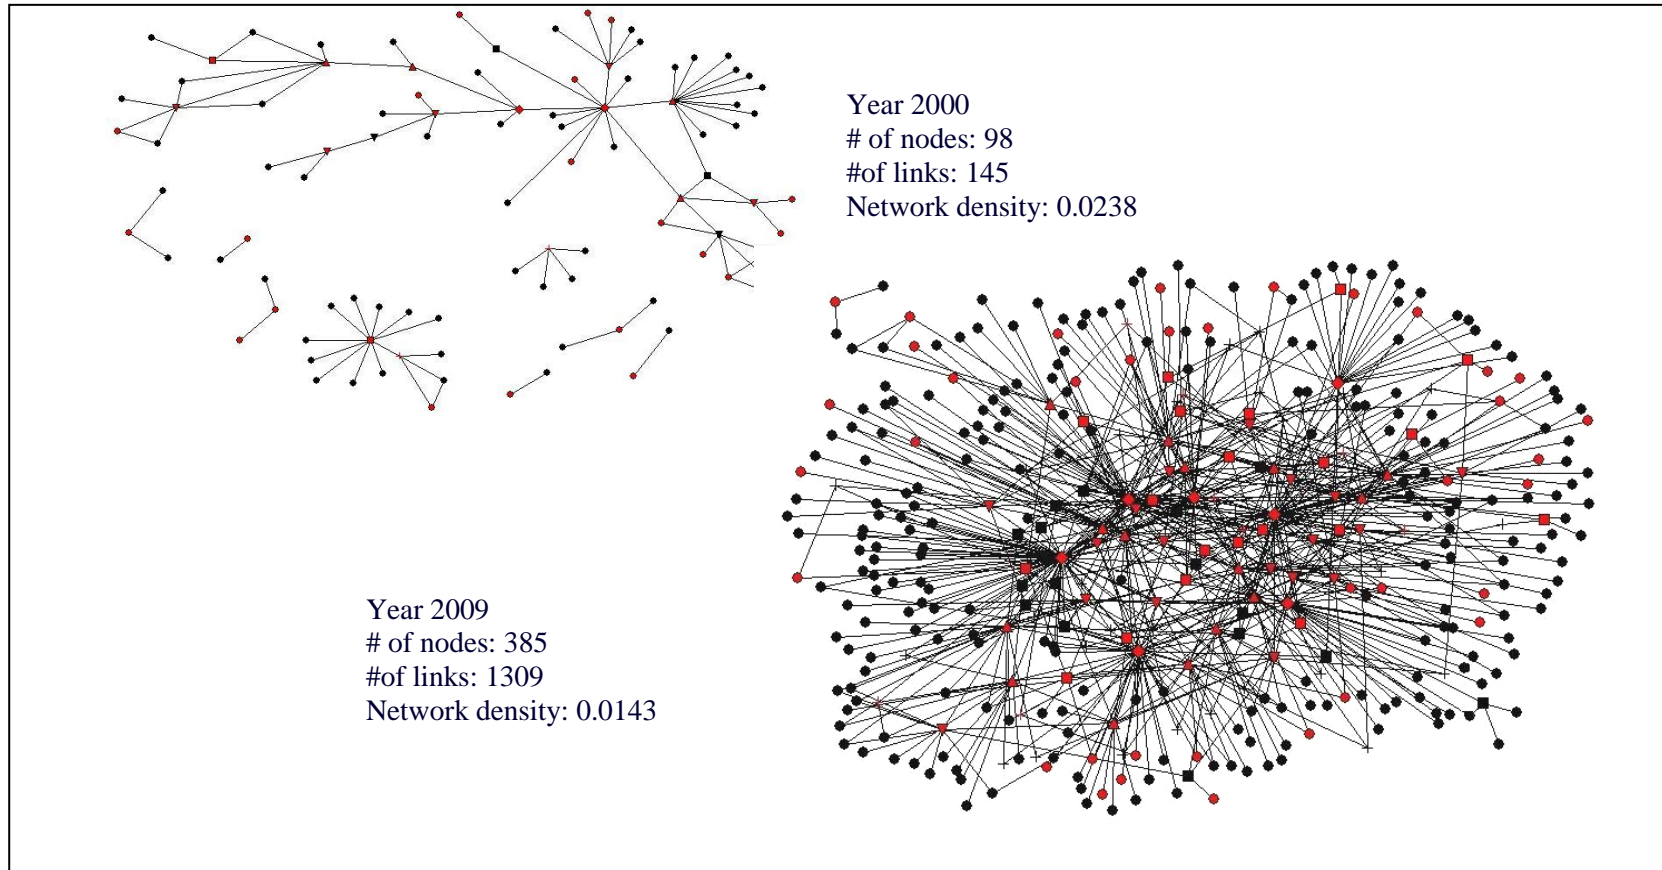 Year 2000
# of nodes: 98
#of links: 145
Network density: 0.0238
Year 2009
# of nodes: 385
#of links: 1309
Network density: 0.0143